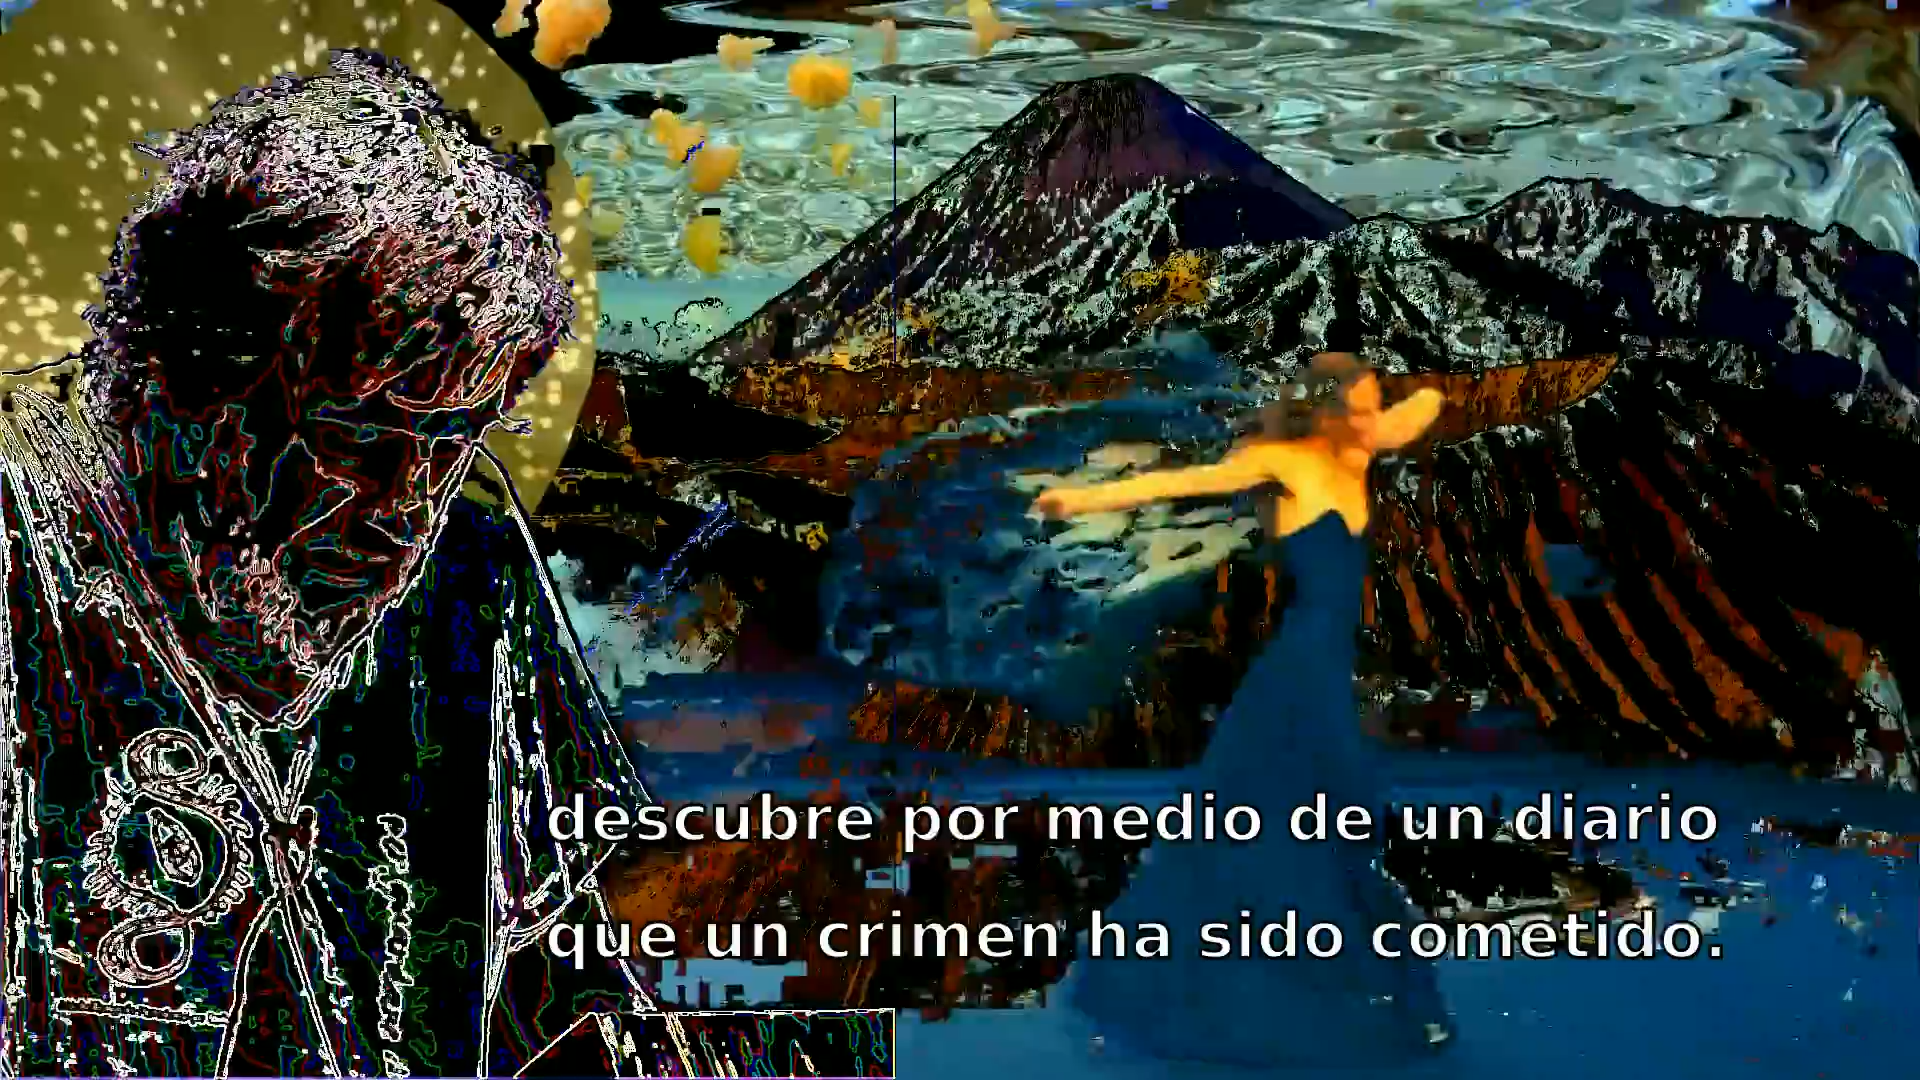 descubre por medio de un diario
que un crimen ha sido cometido.